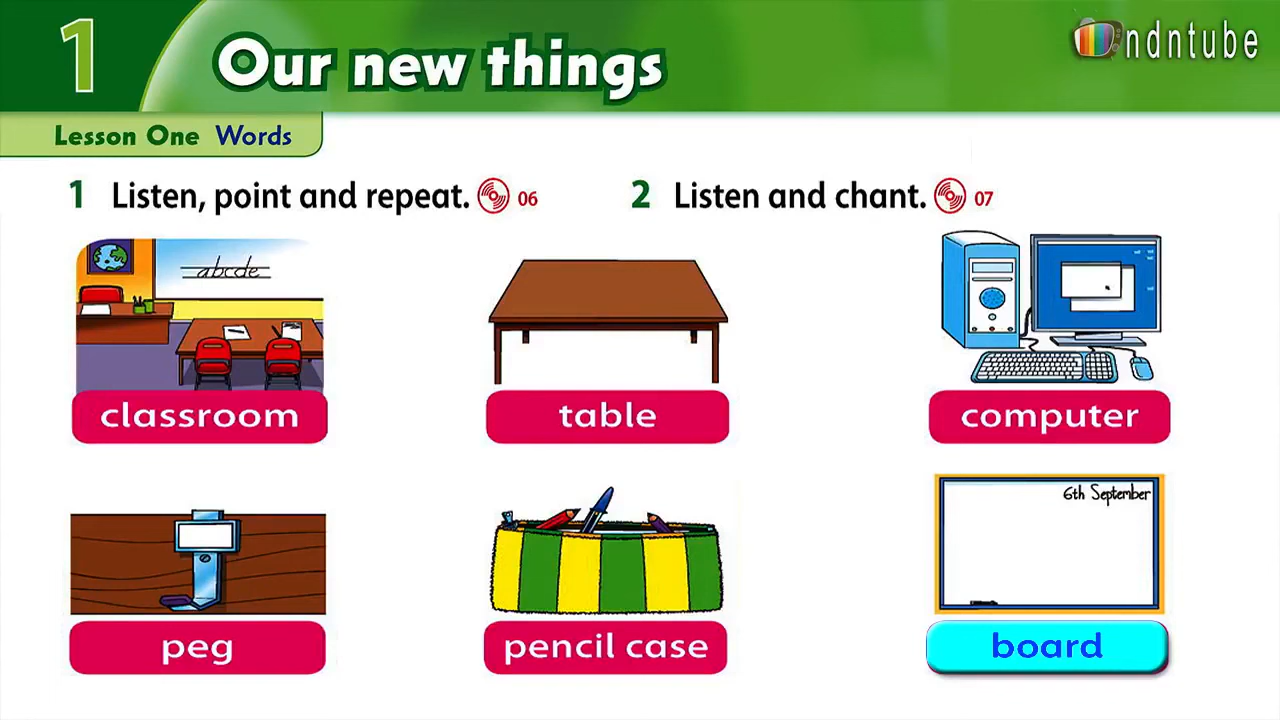 1
Our new things
ndntube
Lesson One Words
1 Listen, point and repeat. 06
2 Listen and chant. 07
abcde
classroom
table
computer
6th September
peg
pencil case
board